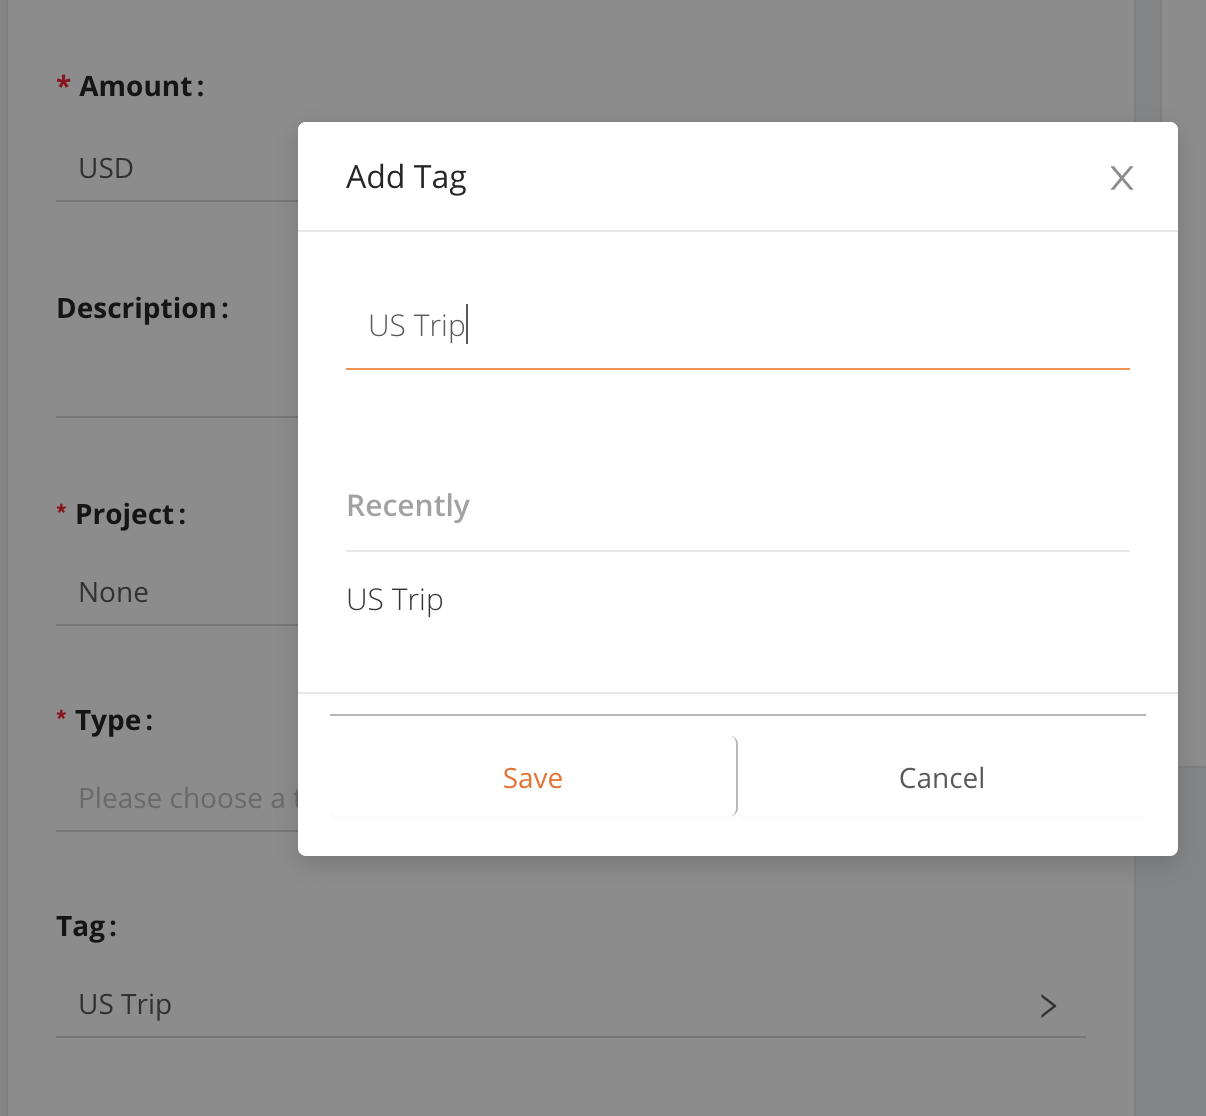 * Amount:
USD
Description:
* Project:
None
* Type:
Please choose a
Tag:
US Trip
Add Tag
US Trip
Recently
US Trip
Save
Cancel